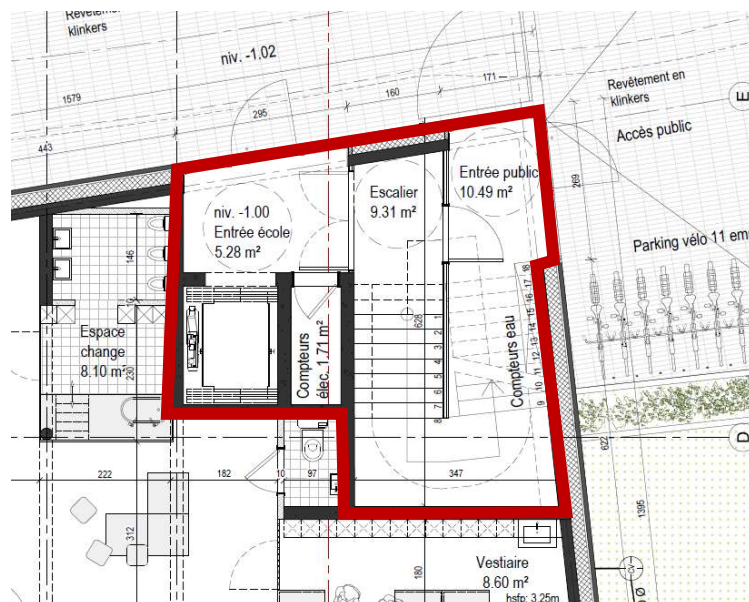 Revêtement
klinkers
niv. -1.02
1579
295
160
171
443
Revêtement en
klinkers
E
Accès public
269
Entrée public
10.49 m²
Escalier
9.31 m²
niv. -1.00
Entrée école
5.28 m²
146
Parking vélo 11 em
10
Espace
change
8.10 m²
230
Compteurs
élec. 1.71 m²
628
1
2
3
4
5
6
7
8
18
17
16
15
14
13
12
11
10
9
Compteurs eau
D
622
222
182
10
97
347
1395
312
180
Vestiaire
8.60 m²
hsfp: 3.25m
CV
Ø